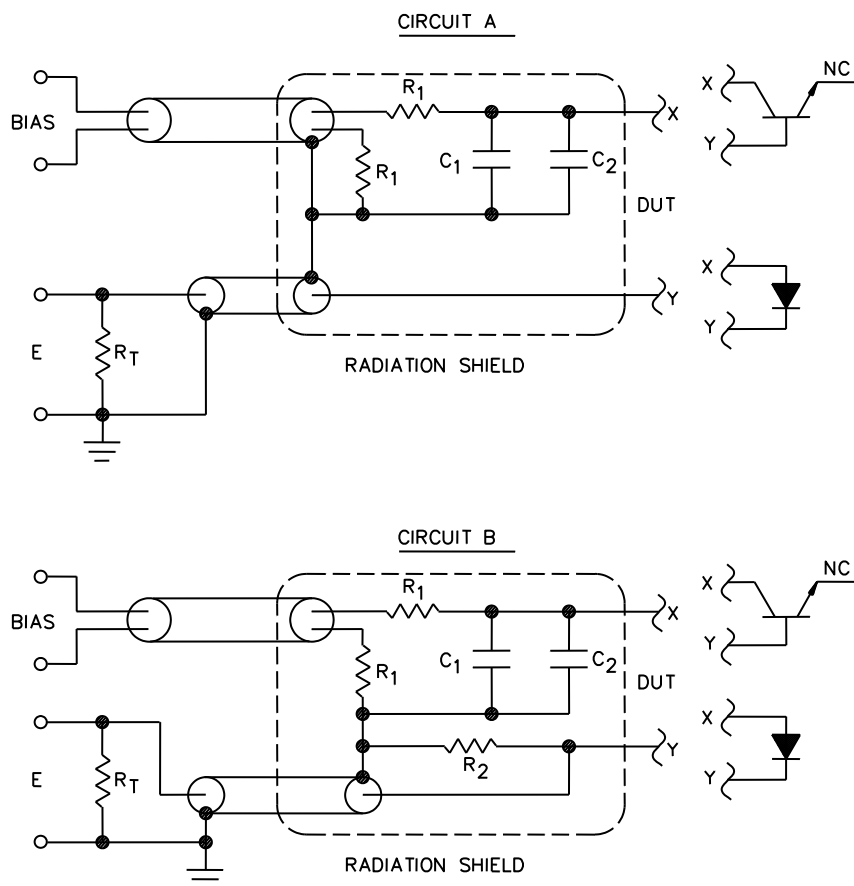 CIRCUIT A
BIAS
R1
R1
C1
C2
X
DUT
Y
X
Y
NC
X
Y
E
RT
RADIATION SHIELD
CIRCUIT B
BIAS
R1
R1
C1
C2
X
DUT
Y
R2
X
Y
NC
X
Y
E
RT
RADIATION SHIELD